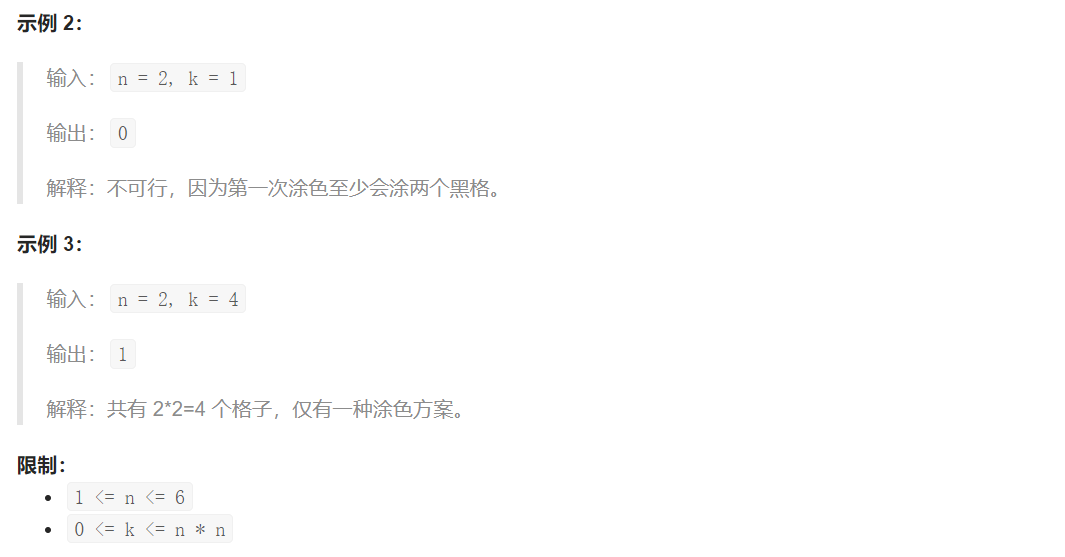 示例 2：
输入： n = 2, k = 1
输出： 0
解释：不可行，因为第一次涂色至少会涂两个黑格。
示例 3：
输入： n = 2, k = 4
输出： 1
解释：共有 2*2=4 个格子，仅有一种涂色方案。
限制：
• 1 <= n <= 6
• 0 <= k <= n * n